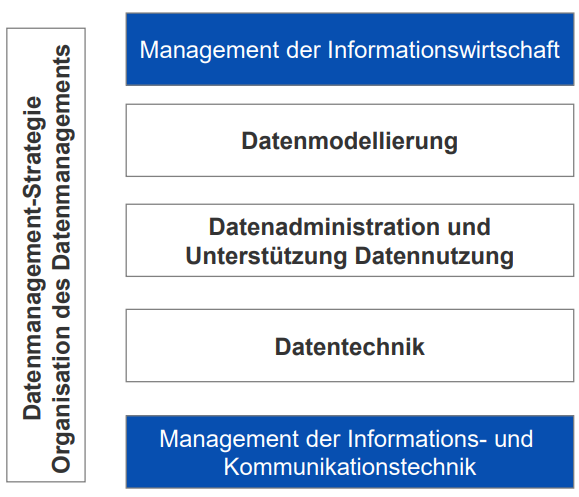 Datenmanagement-Strategie
Organisation des Datenmanagements
Management der Informationswirtschaft
Datenmodellierung
Datenadministration und
Unterstützung Datennutzung
Datentechnik
Management der Informations- und
Kommunikationstechnik